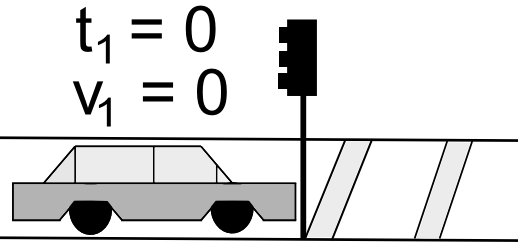 t₁ = 0
v₁ = 0